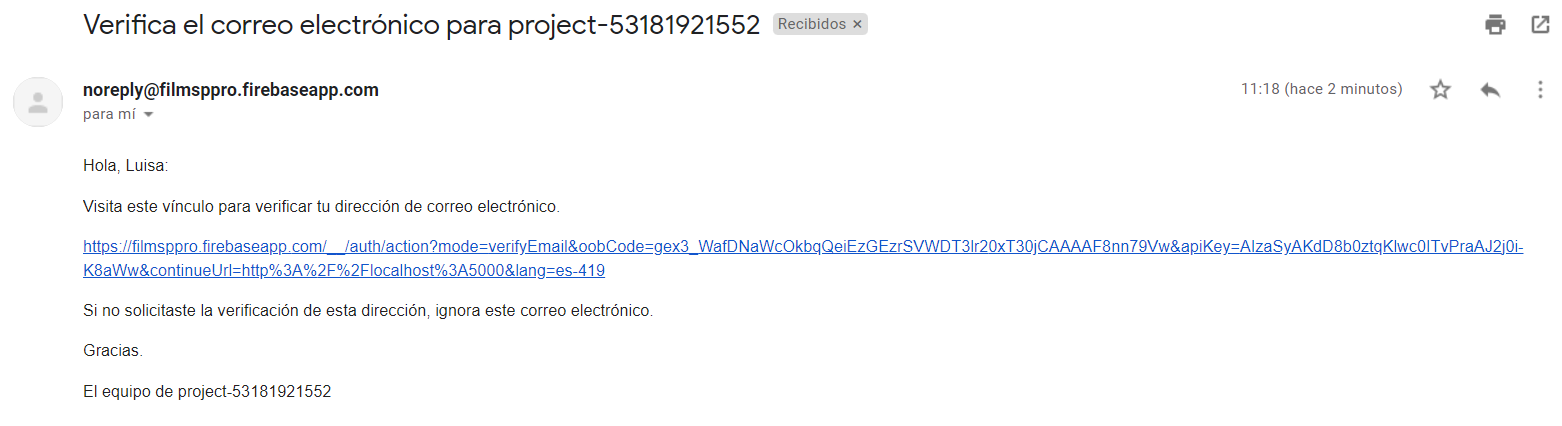 Verifica el correo electrónico para project-53181921552 Recibidos ×
noreply@filmsppro.firebaseapp.com 11:18 (hace 2 minutos)
para mí
Hola, Luisa:
Visita este vínculo para verificar tu dirección de correo electrónico.
https://filmsppro.firebaseapp.com/__/auth/action?mode=verifyEmail&oobCode=gex3_WafDNaWcOkbqQeiEzGEzrSVWDT3lr20xT30jCAAAAF8nn79Vw&apiKey=AIzaSyAKdD8b0ztqKlwc0ITvPraAJ2j0i-
K8aWw&continueUrl=http%3A%2F%2Flocalhost%3A5000&lang=es-419
Si no solicitaste la verificación de esta dirección, ignora este correo electrónico.
Gracias.
El equipo de project-53181921552